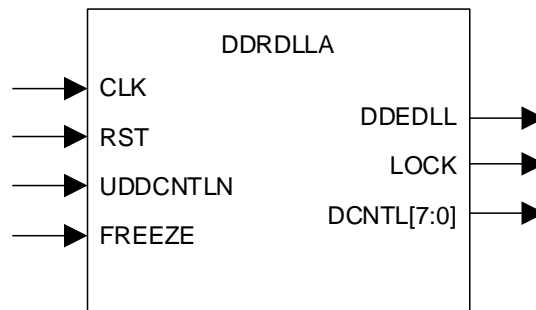 DDRDLLA
CLK
RST
UDDCNTLN
FREEZE
DDEDLL
LOCK
DCNTL[7:0]